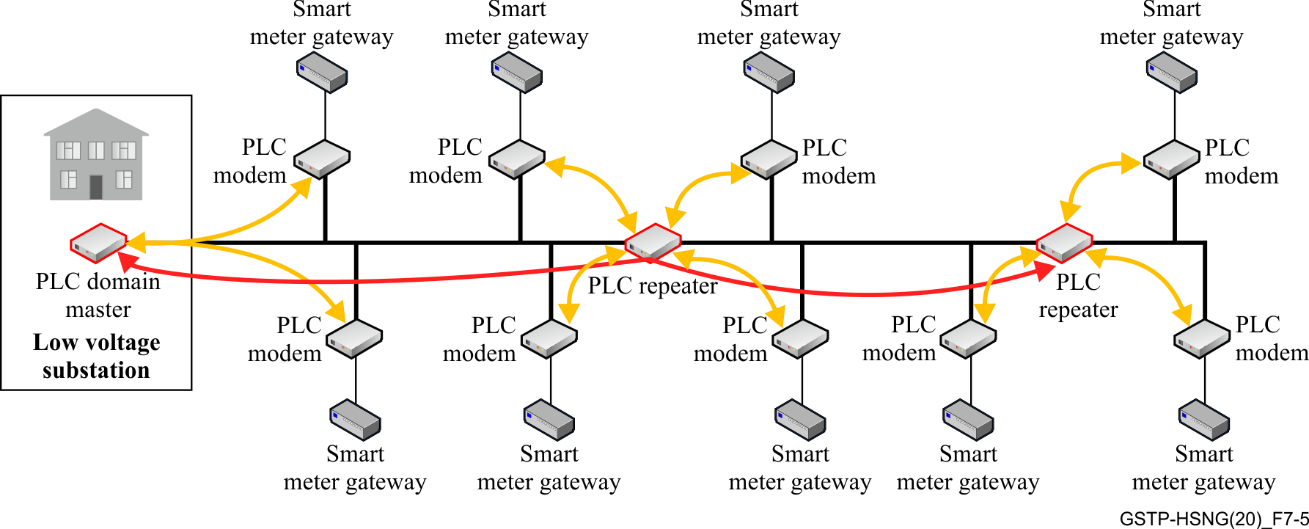 Smart
meter gateway
Smart
meter gateway
Smart
meter gateway
Smart
meter gateway
PLC
modem
PLC
modem
PLC
modem
PLC
modem
PLC domain
master
Low voltage
substation
PLC repeater
PLC
repeater
PLC
modem
PLC
modem
PLC
modem
PLC
modem
PLC
modem
Smart
meter gateway
Smart
meter gateway
Smart
meter gateway
Smart
meter gateway
Smart
meter gateway
GSTP-HSNG(20)_F7-5